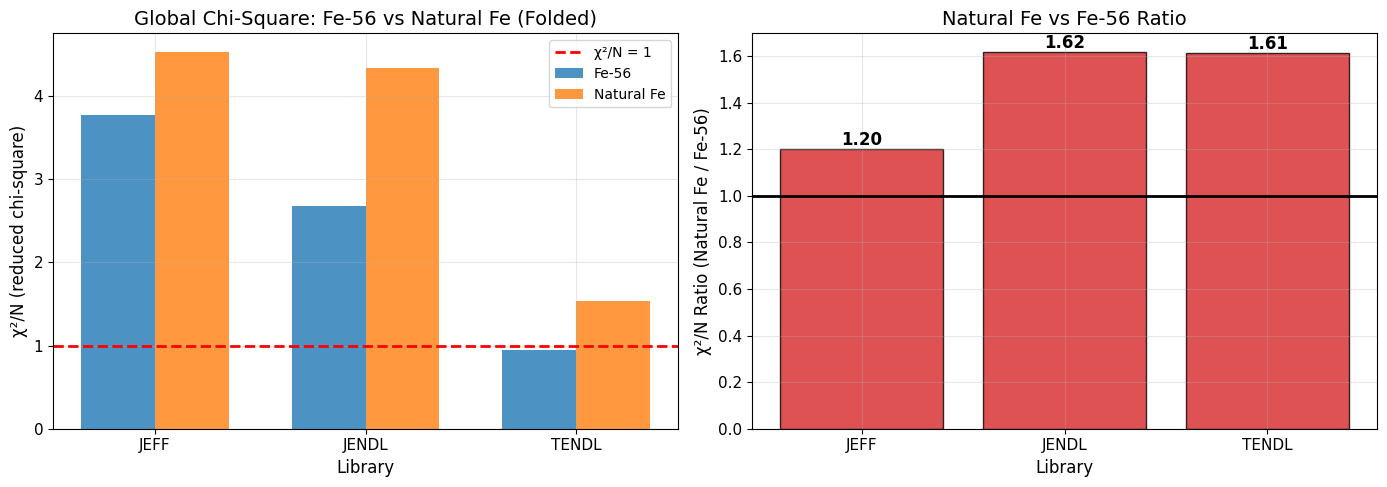 Global Chi-Square: Fe-56 vs Natural Fe (Folded)
χ²/N (reduced chi-square)
4
3
2
1
0
χ²/N = 1
Fe-56
Natural Fe
JEFF
JENDL
TENDL
Library
Natural Fe vs Fe-56 Ratio
χ²/N Ratio (Natural Fe / Fe-56)
1.6
1.4
1.2
1.0
0.8
0.6
0.4
0.2
0.0
1.20
1.62
1.61
JEFF
JENDL
TENDL
Library